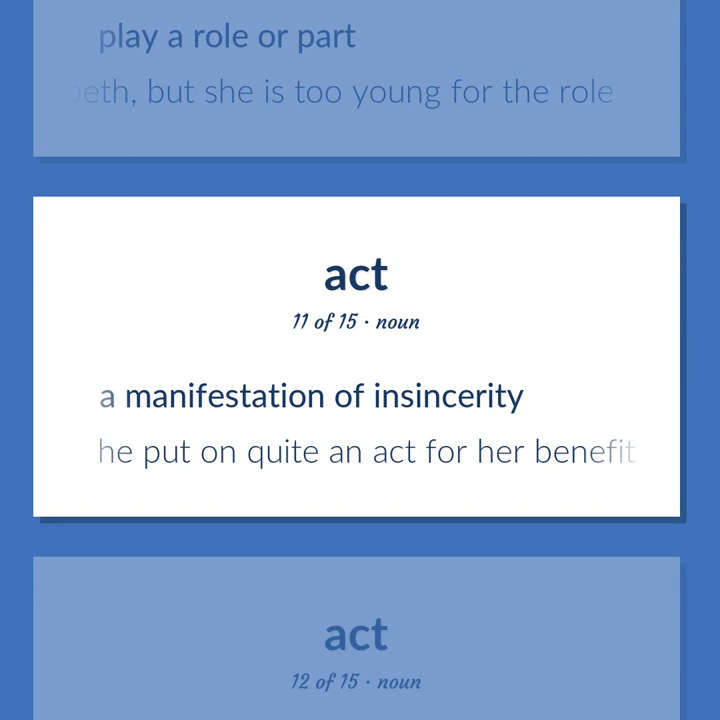 play a role or part
beth, but she is too young for the role
act
11 of 15 · noun
a manifestation of insincerity
he put on quite an act for her benefit
act
12 of 15 · noun